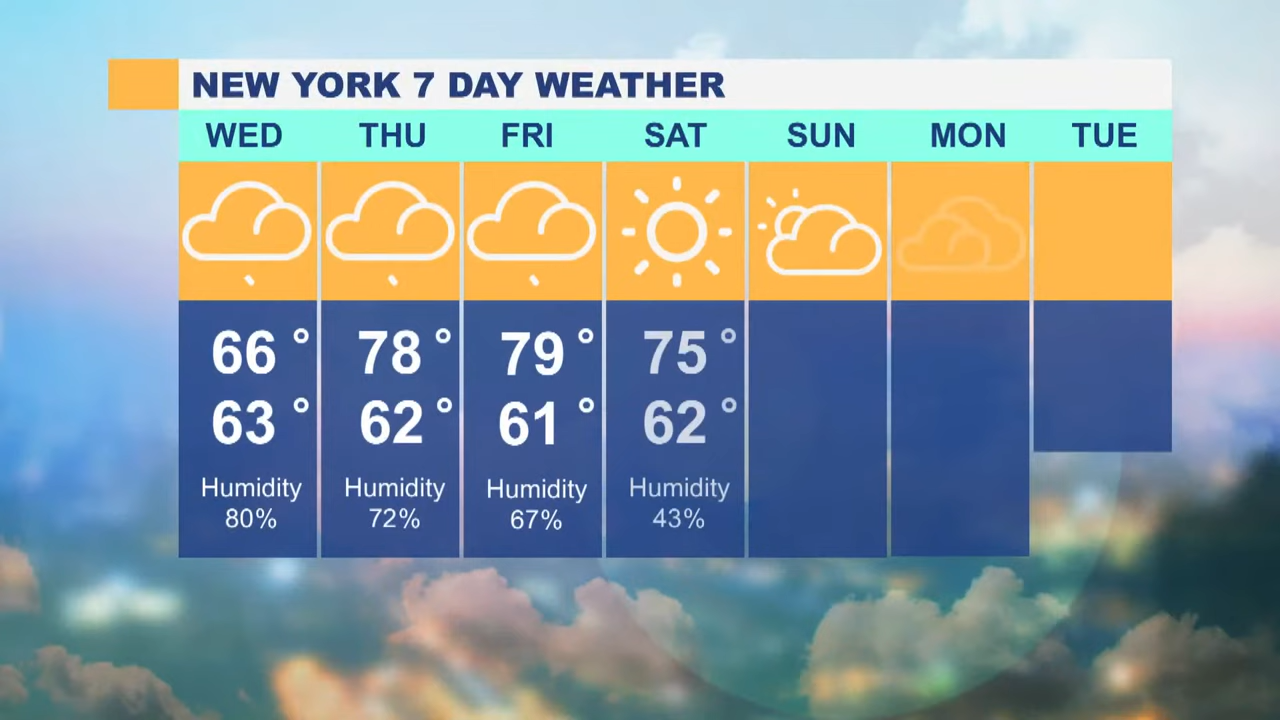 NEW YORK 7 DAY WEATHER
WED THU FRI SAT SUN MON TUE
66° 78° 79° 75°
63° 62° 61° 62°
Humidity Humidity Humidity Humidity
80% 72% 67% 43%